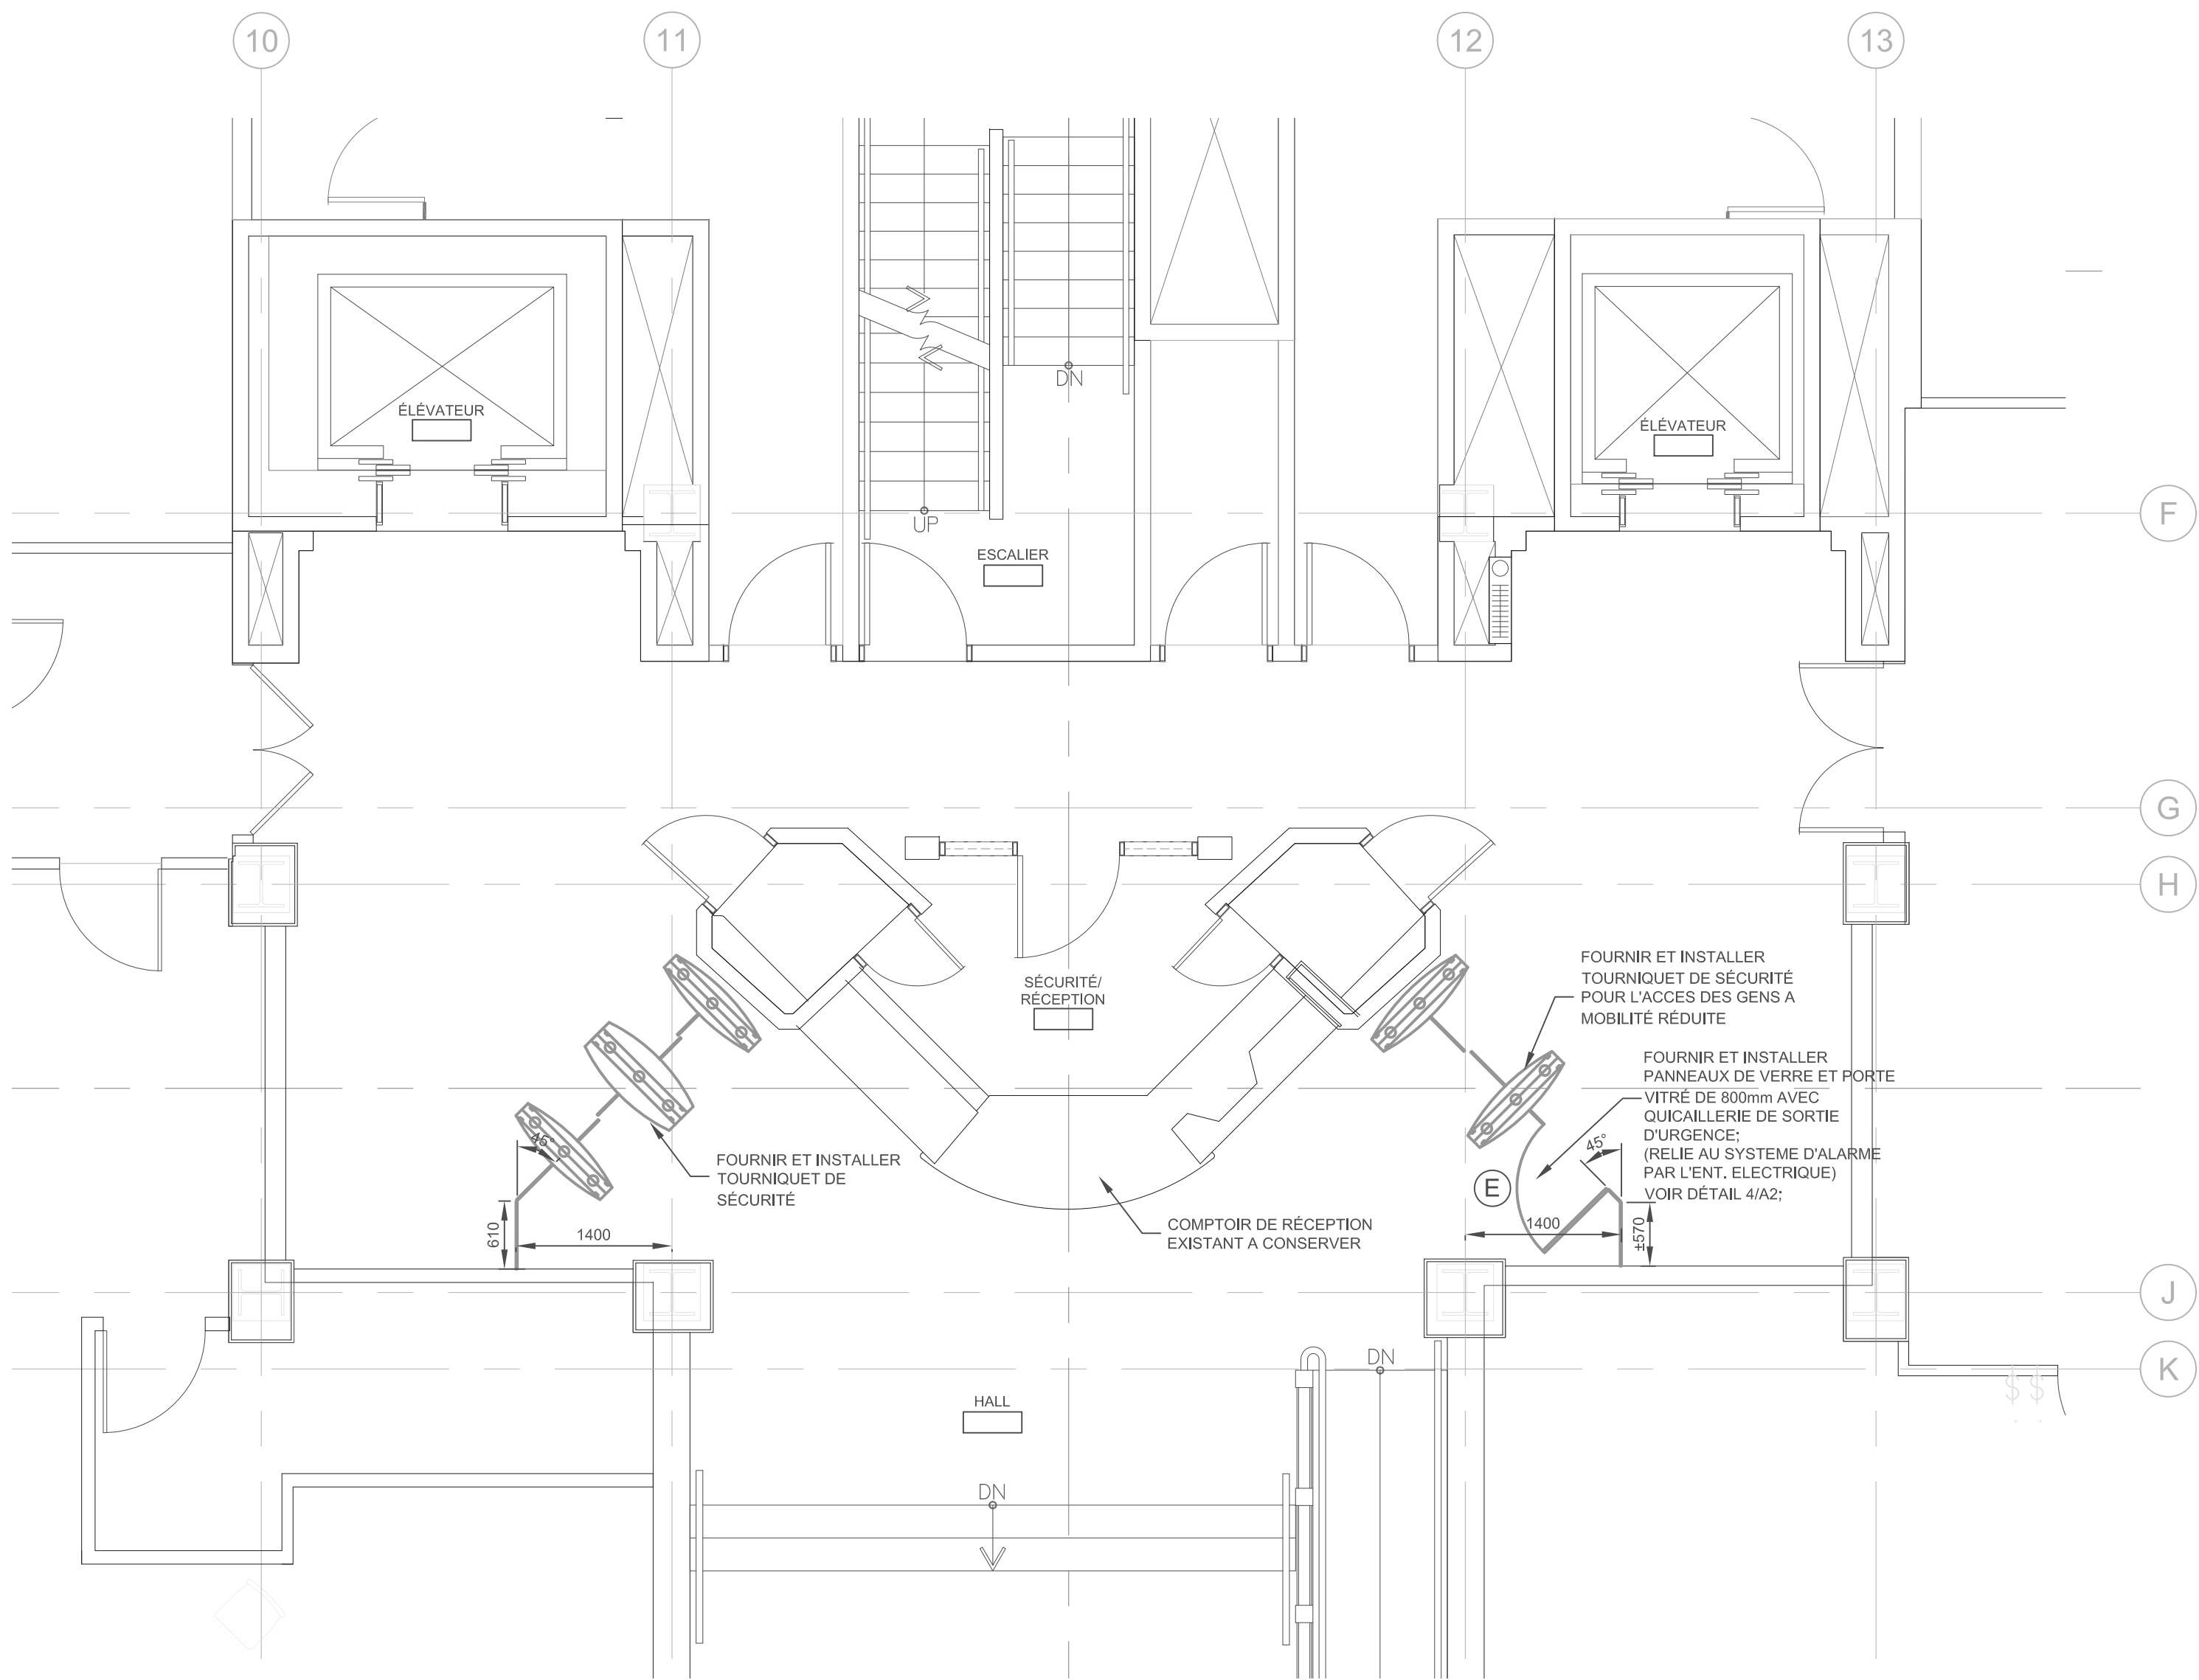 10
11
12
13
ÉLÉVATEUR
DN
ÉLÉVATEUR
UP
F
ESCALIER
G
H
SÉCURITÉ/
RÉCEPTION
FOURNIR ET INSTALLER
TOURNIQUET DE SÉCURITÉ
POUR L'ACCES DES GENS A
MOBILITÉ RÉDUITE
FOURNIR ET INSTALLER
PANNEAUX DE VERRE ET PORTE
VITRÉ DE 800mm AVEC
QUICAILLERIE DE SORTIE
D'URGENCE;
(RELIE AU SYSTEME D'ALARME
PAR L'ENT. ELECTRIQUE)
VOIR DÉTAIL 4/A2;
45°
45°
FOURNIR ET INSTALLER
TOURNIQUET DE
SÉCURITÉ
E
610
1400
COMPTOIR DE RÉCEPTION
EXISTANT A CONSERVER
1400
±570
J
DN
K
HALL
$ $
DN